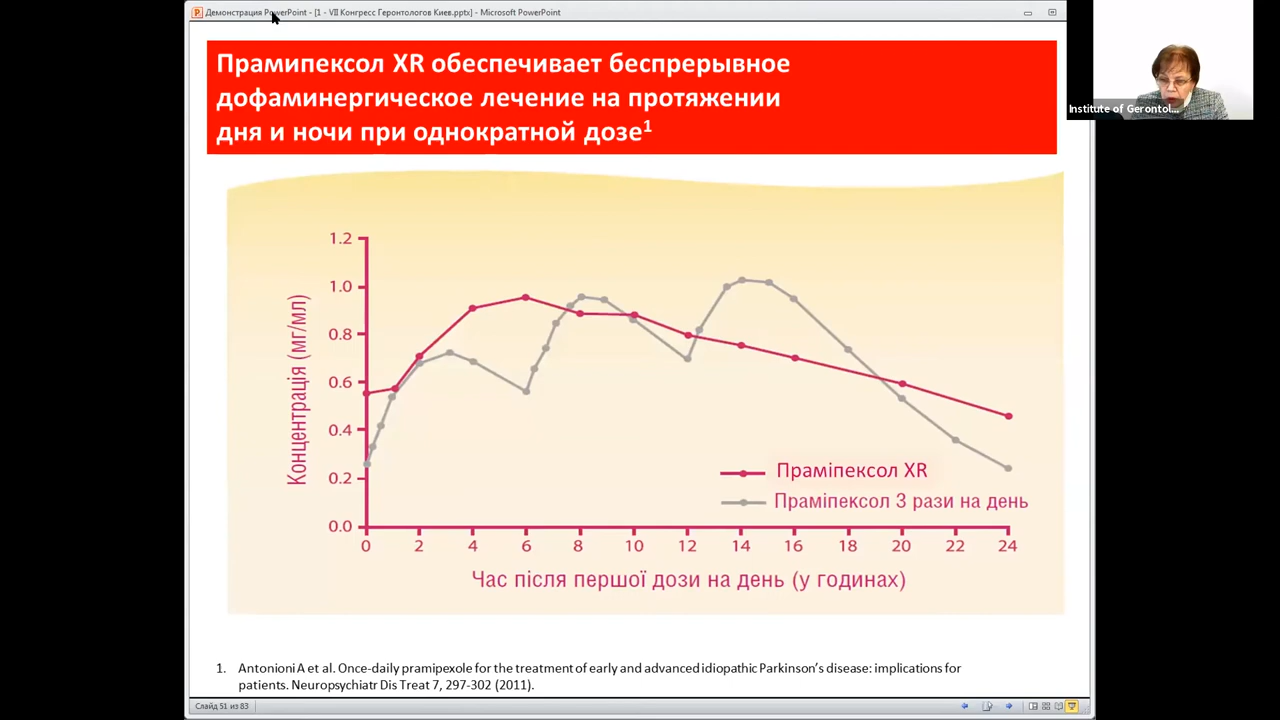 Демонстрация PowerPoint - [1 - VII Конгресс Геронтологов Киев.pptx] - Microsoft PowerPoint
Institute of Gerontol...
Прамипексол XR обеспечивает беспрерывное
дофаминергическое лечение на протяжении
дня и ночи при однократной дозе1
Концентрація (мг/мл)
1.2
1.0
0.8
0.6
0.4
0.2
0.0
Праміпексол XR
Праміпексол 3 рази на день
0 2 4 6 8 10 12 14 16 18 20 22 24
Час після першої дози на день (у годинах)
1. Antonioni A et al. Once-daily pramipexole for the treatment of early and advanced idiopathic Parkinson’s disease: implications for
patients. Neuropsychiatr Dis Treat 7, 297-302 (2011).
Слайд 51 из 83